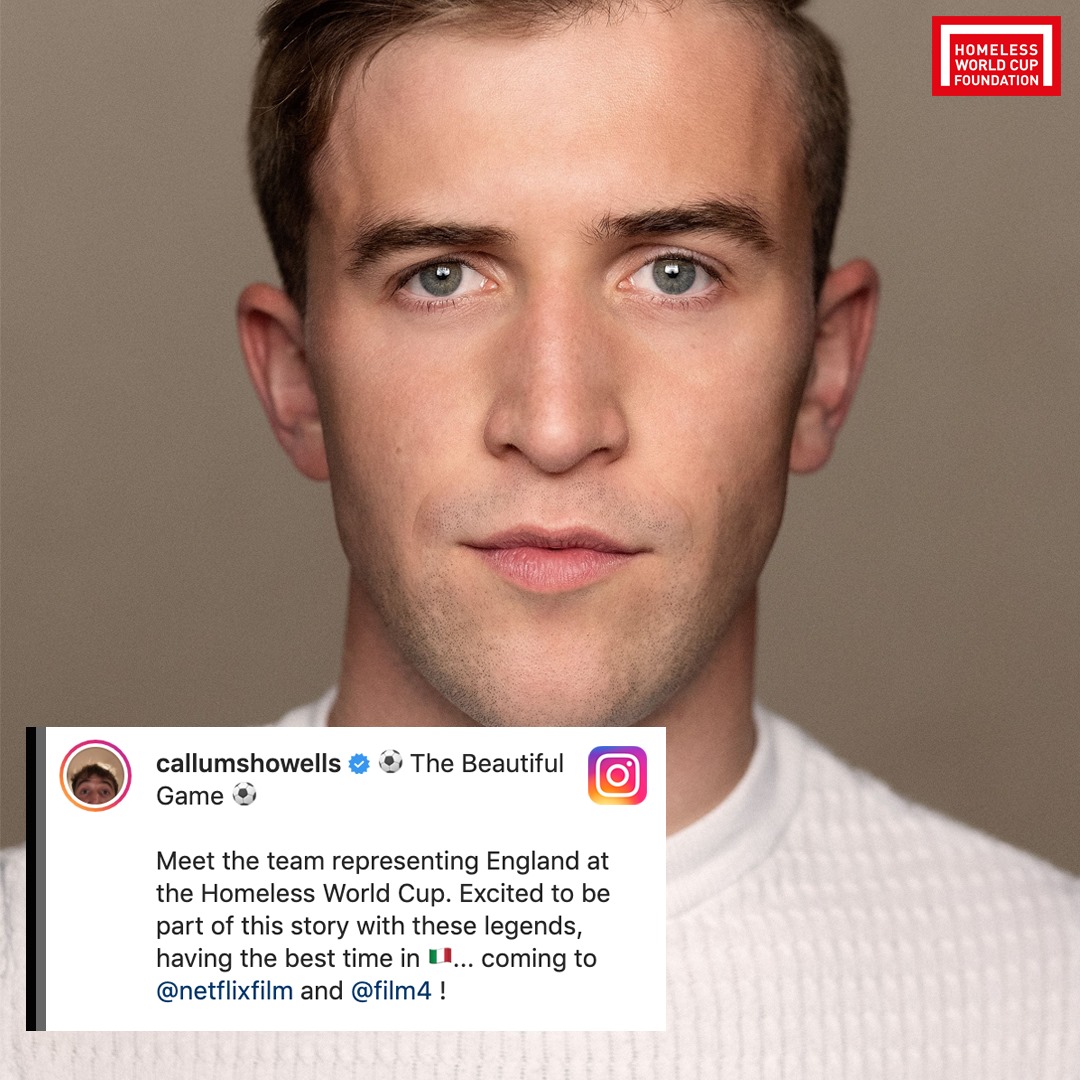 HOMELESS
WORLD CUP
FOUNDATION
callumshowells ⚽ The Beautiful
Game ⚽
Meet the team representing England at
the Homeless World Cup. Excited to be
part of this story with these legends,
having the best time in 🇮🇹... coming to
@netflixfilm and @film4 !